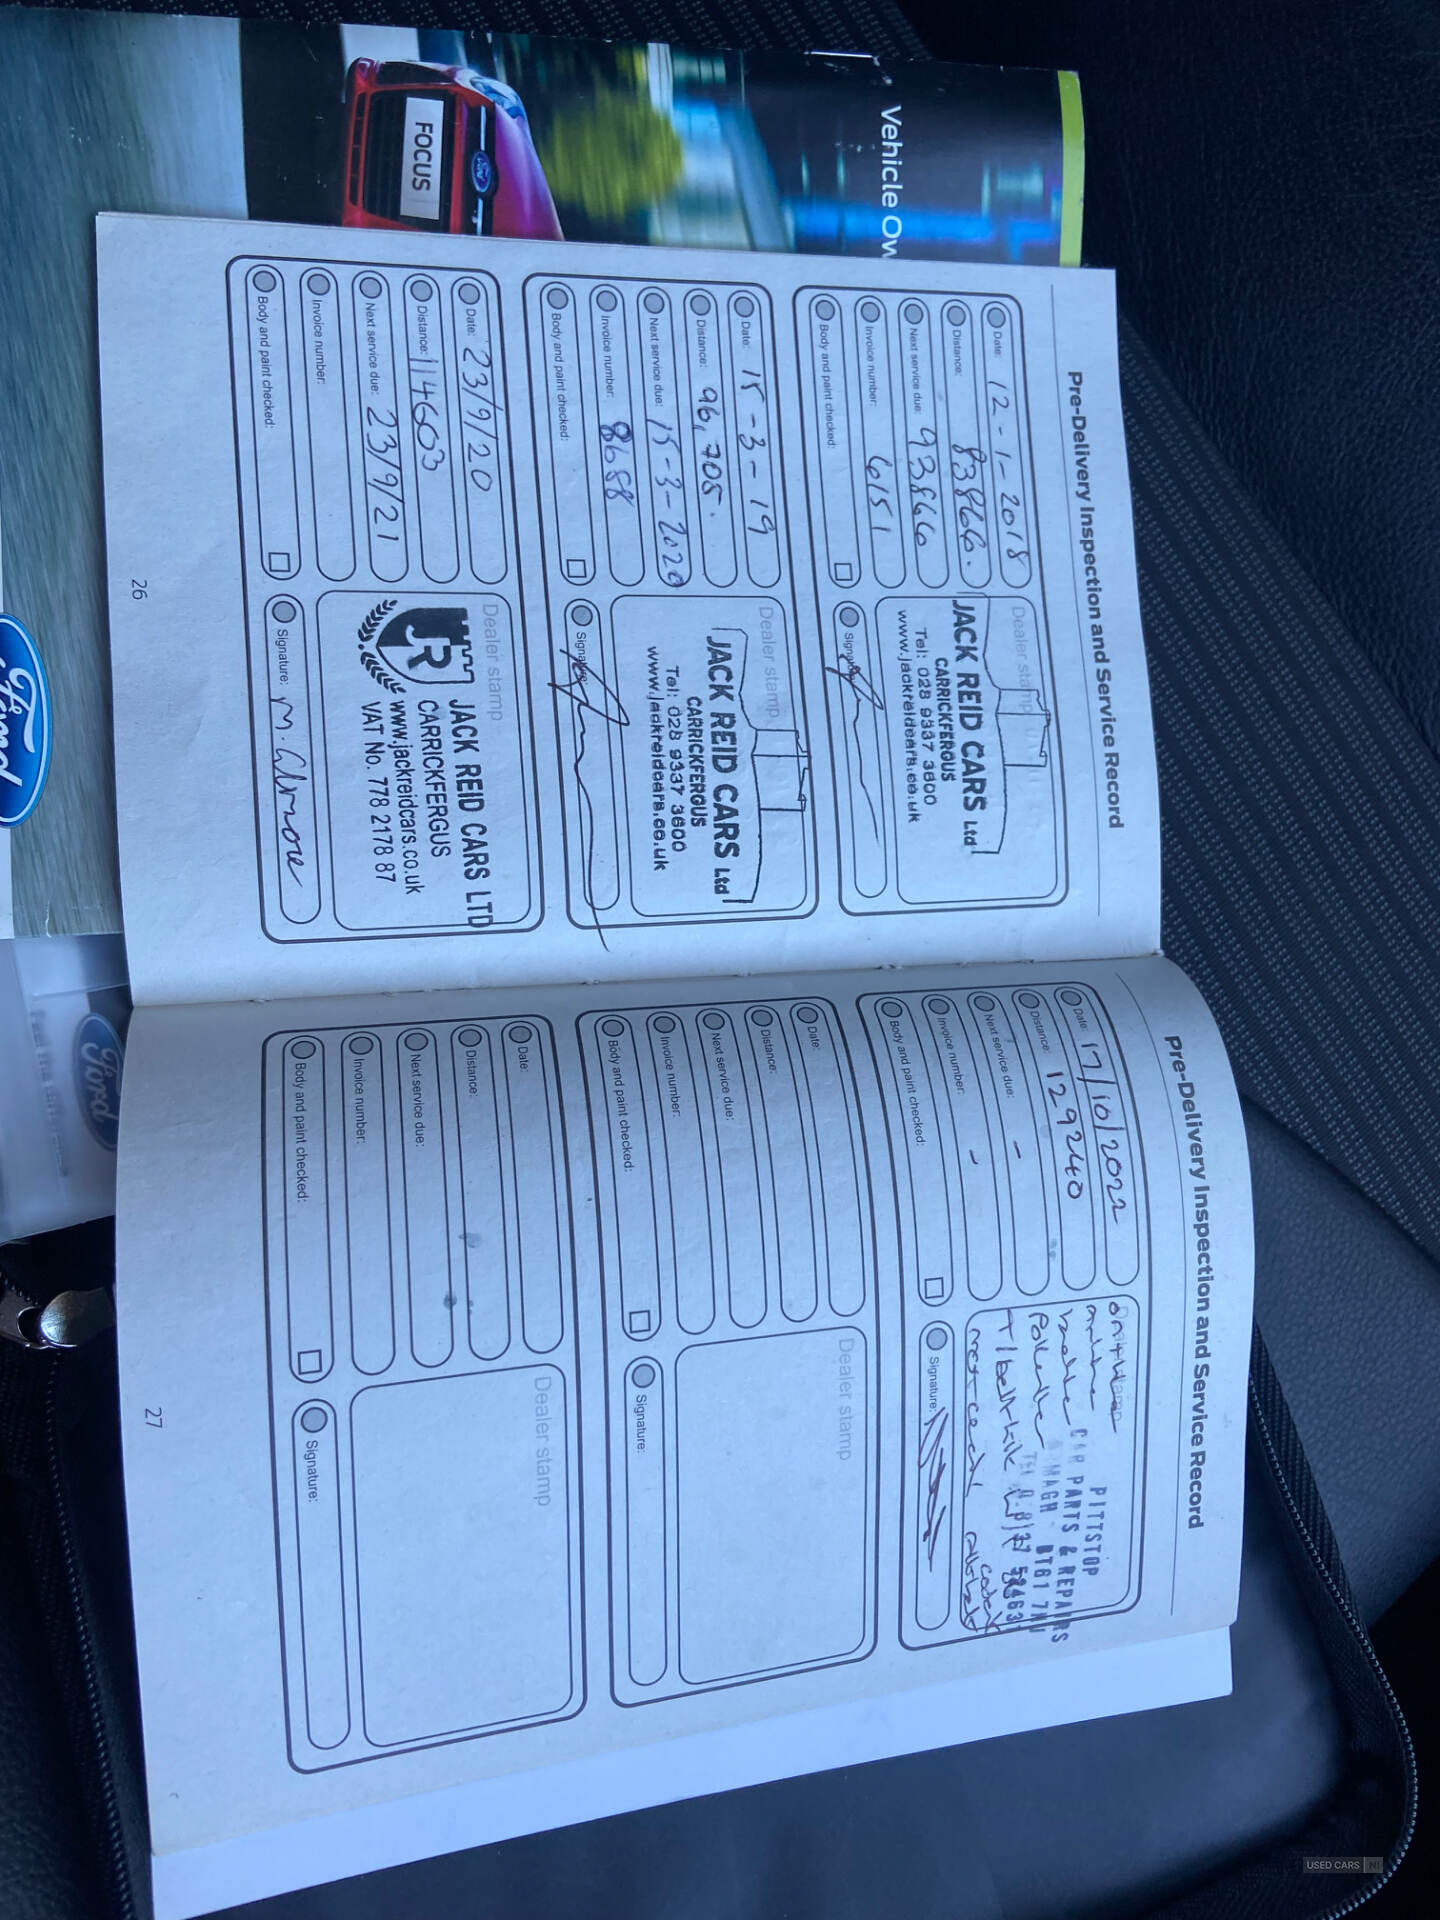 Vehicle Ow
FOCUS
Ford
Pre-Delivery Inspection and Service Record
Date: 12-1-2018
Distance: 83866.
Next service due: 93866
Invoice number: 6151
Body and paint checked:
Dealer stamp
JACK REID CARS Ltd
CARRICKFERGUS
Tel: 028 9337 3600
www.jackreidcars.co.uk
Signature:
Date: 15-3-19
Distance: 96,705.
Next service due: 15-3-2020
Invoice number: 8688
Body and paint checked:
Dealer stamp
JACK REID CARS Ltd
CARRICKFERGUS
Tel: 028 9337 3600
www.jackreidcars.co.uk
Signature:
Date: 23/9/20
Distance: 114603
Next service due: 23/9/21
Invoice number:
Body and paint checked:
Dealer stamp
JR
JACK REID CARS LTD
CARRICKFERGUS
www.jackreidcars.co.uk
VAT No. 778 2178 87
Signature: M.
26
Pre-Delivery Inspection and Service Record
Date: 17/10/2022
Distance: 129240
Next service due: -
Invoice number: -
Body and paint checked:
PITTSTOP
CAR PARTS & REPAIRS
BT61
T/belt kit
Signature:
Date:
Distance:
Next service due:
Invoice number:
Body and paint checked:
Dealer stamp
Signature:
Date:
Distance:
Next service due:
Invoice number:
Body and paint checked:
Dealer stamp
Signature:
27
Ford
Ford
USED CARS NI